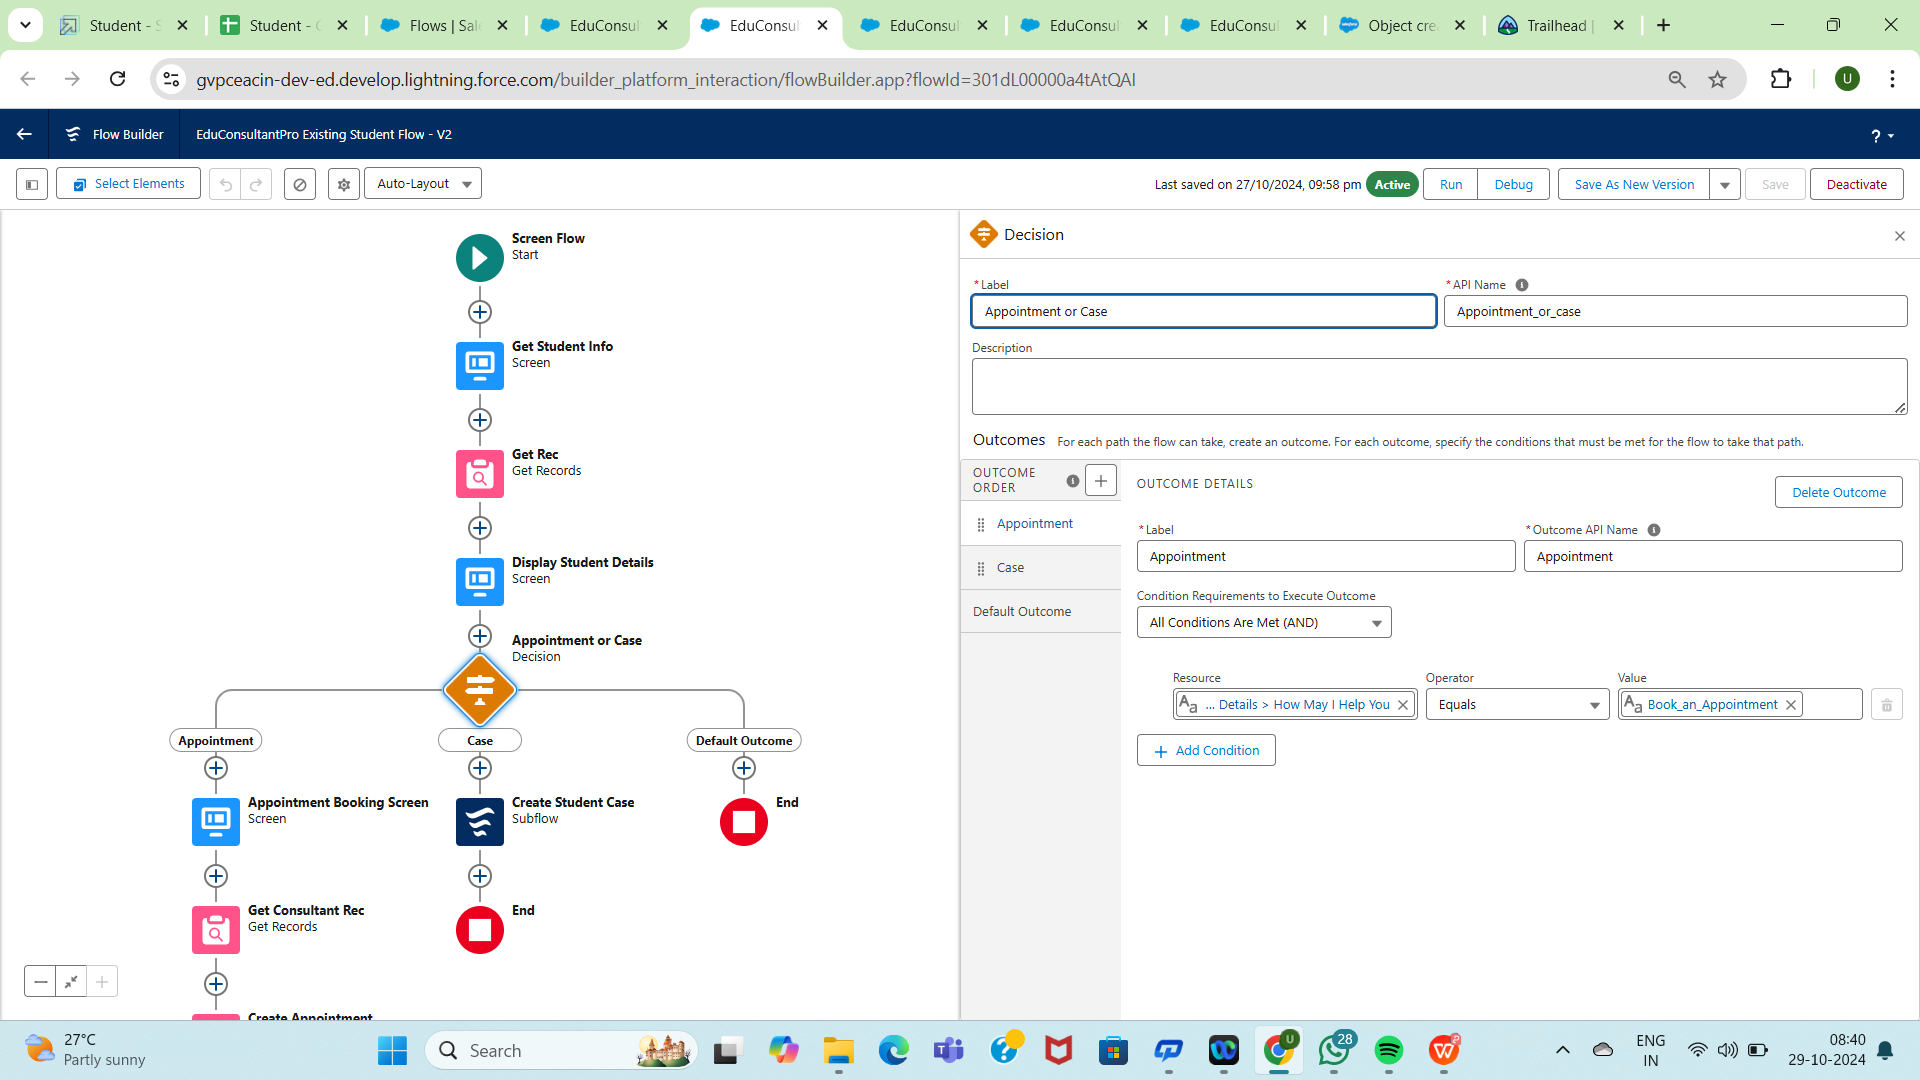 Student - S
Student - C
Flows | Sal
EduConsul
EduConsul
EduConsul
EduConsul
EduConsul
Object cre
Trailhead |
gvpceacin-dev-ed.develop.lightning.force.com/builder_platform_interaction/flowBuilder.app?flowId=301dL00000a4tAtQAI
U
Flow Builder
EduConsultantPro Existing Student Flow - V2
?
Select Elements
Auto-Layout
Last saved on 27/10/2024, 09:58 pm
Active
Run
Debug
Save As New Version
Save
Deactivate
Screen Flow
Start
Get Student Info
Screen
Get Rec
Get Records
Display Student Details
Screen
Appointment or Case
Decision
Appointment
Case
Default Outcome
Appointment Booking Screen
Screen
Create Student Case
Subflow
End
Get Consultant Rec
Get Records
End
Create Appointment
Decision
*Label
*API Name
Appointment or Case
Appointment_or_case
Description
Outcomes
For each path the flow can take, create an outcome. For each outcome, specify the conditions that must be met for the flow to take that path.
OUTCOME
ORDER
Appointment
Case
Default Outcome
OUTCOME DETAILS
Delete Outcome
*Label
*Outcome API Name
Appointment
Appointment
Condition Requirements to Execute Outcome
All Conditions Are Met (AND)
Resource
Operator
Value
Aa ... Details > How May I Help You
Equals
Aa Book_an_Appointment
Add Condition
27°C
Partly sunny
Search
U
28
ENG
IN
08:40
29-10-2024